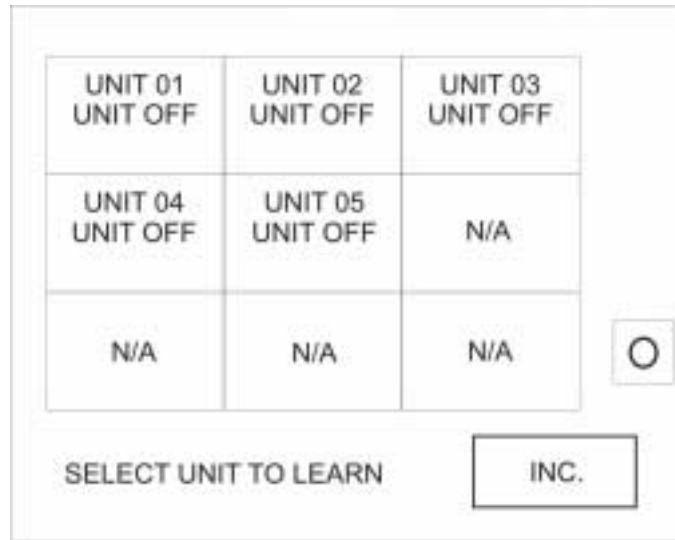 UNIT 01
UNIT OFF
UNIT 02
UNIT OFF
UNIT 03
UNIT OFF
UNIT 04
UNIT OFF
UNIT 05
UNIT OFF
N/A
N/A
N/A
N/A
O
SELECT UNIT TO LEARN
INC.